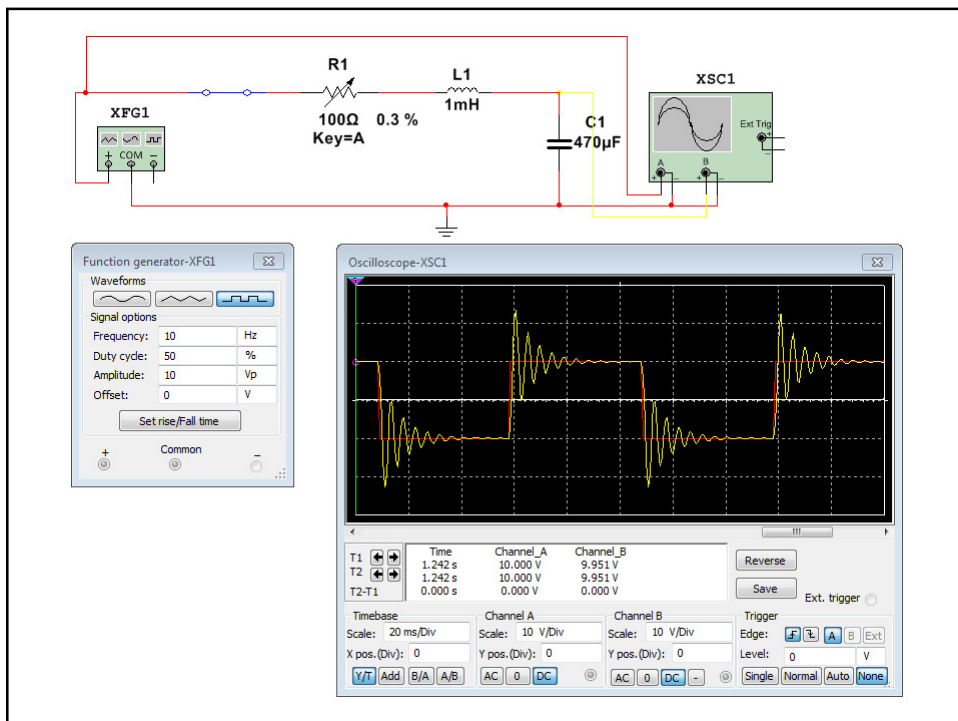 R1
L1
XSC1
XFG1
100Ω
0.3 %
1mH
C1
Key=A
470µF
Ext Trig
+
−
+ COM −
A
B
+ −
+ −
Function generator-XFG1
Waveforms
Signal options
Frequency: 10 Hz
Duty cycle: 50 %
Amplitude: 10 Vp
Offset: 0 V
Set rise/Fall time
+ Common −
Oscilloscope-XSC1
Time Channel_A Channel_B
T1 1.242 s 10.000 V 9.951 V
T2 1.242 s 10.000 V 9.951 V
T2-T1 0.000 s 0.000 V 0.000 V
Reverse
Save
Ext. trigger
Timebase
Scale: 20 ms/Div
X pos.(Div): 0
Y/T Add B/A A/B
Channel A
Scale: 10 V/Div
Y pos.(Div): 0
AC 0 DC
Channel B
Scale: 10 V/Div
Y pos.(Div): 0
AC 0 DC -
Trigger
Edge: A B Ext
Level: 0 V
Single Normal Auto None